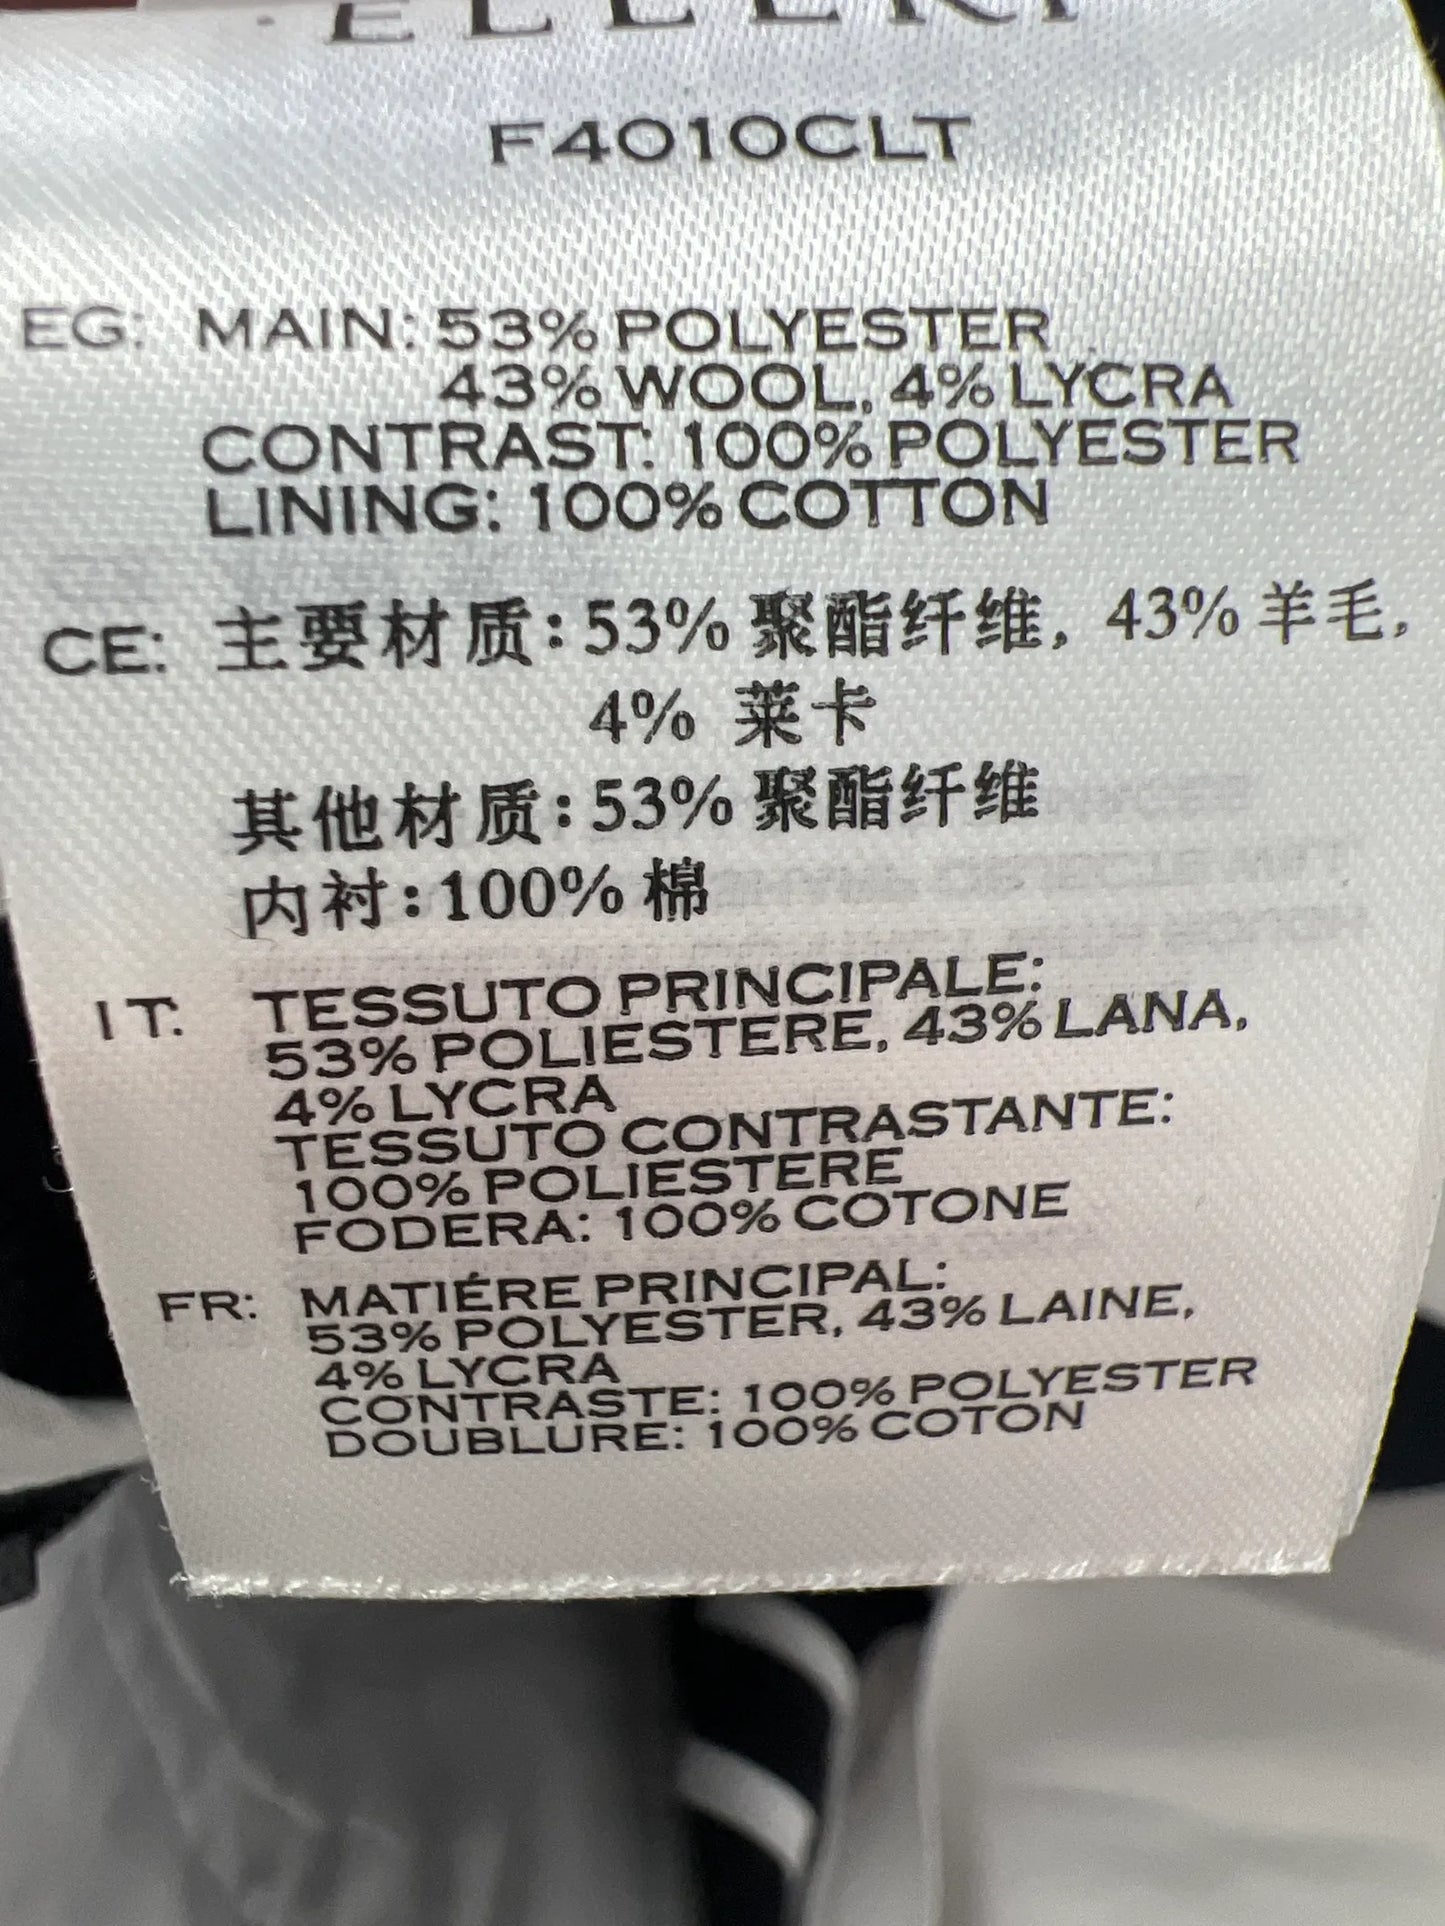 ELLERY
F4010CLT
EG: MAIN: 53% POLYESTER
43% WOOL, 4% LYCRA
CONTRAST: 100% POLYESTER
LINING: 100% COTTON
CE: 主要材质:53% 聚酯纤维, 43% 羊毛,
4% 莱卡
其他材质:53% 聚酯纤维
内衬:100% 棉
IT: TESSUTO PRINCIPALE:
53% POLIESTERE, 43% LANA,
4% LYCRA
TESSUTO CONTRASTANTE:
100% POLIESTERE
FODERA: 100% COTONE
FR: MATIÉRE PRINCIPAL:
53% POLYESTER, 43% LAINE,
4% LYCRA
CONTRASTE: 100% POLYESTER
DOUBLURE: 100% COTON